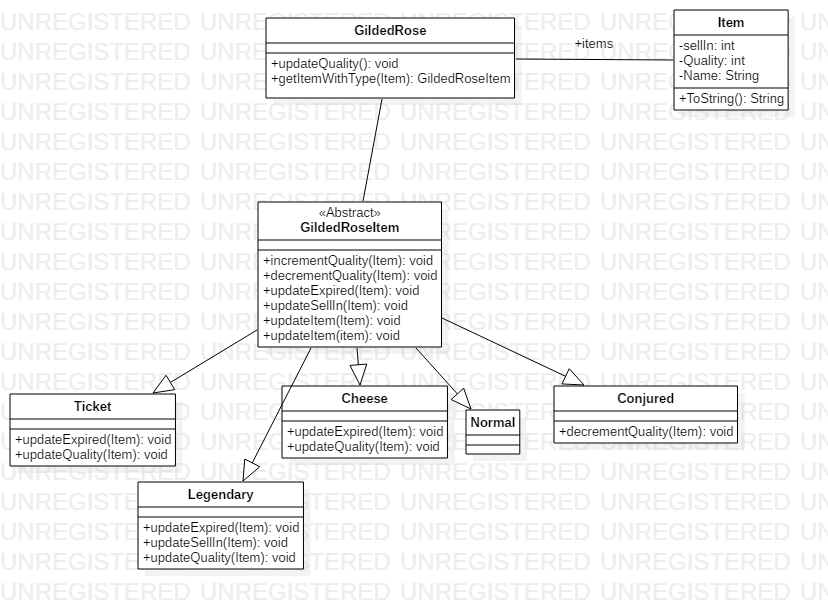 GildedRose
+updateQuality(): void
+getItemWithType(Item): GildedRoseItem
+items
Item
-sellIn: int
-Quality: int
-Name: String
+ToString(): String
«Abstract»
GildedRoseItem
+incrementQuality(Item): void
+decrementQuality(Item): void
+updateExpired(Item): void
+updateSellIn(Item): void
+updateItem(Item): void
+updateItem(item): void
Ticket
+updateExpired(Item): void
+updateQuality(Item): void
Cheese
+updateExpired(Item): void
+updateQuality(Item): void
Normal
Conjured
+decrementQuality(Item): void
Legendary
+updateExpired(Item): void
+updateSellIn(Item): void
+updateQuality(Item): void
UNREGISTERED